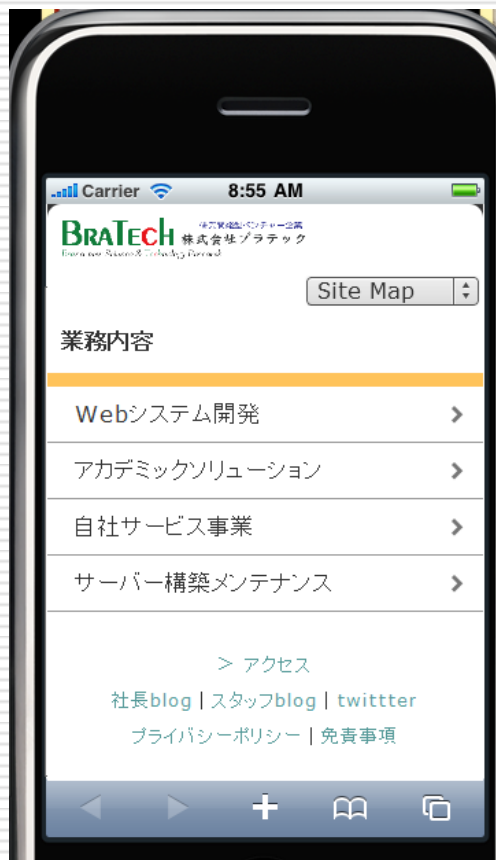 Carrier 8:55 AM
BRATECH 株式会社ブラテック
Site Map
業務内容
Webシステム開発
アカデミックソリューション
自社サービス事業
サーバー構築メンテナンス
> アクセス
社長blog | スタッフblog | twittter
プライバシーポリシー | 免責事項